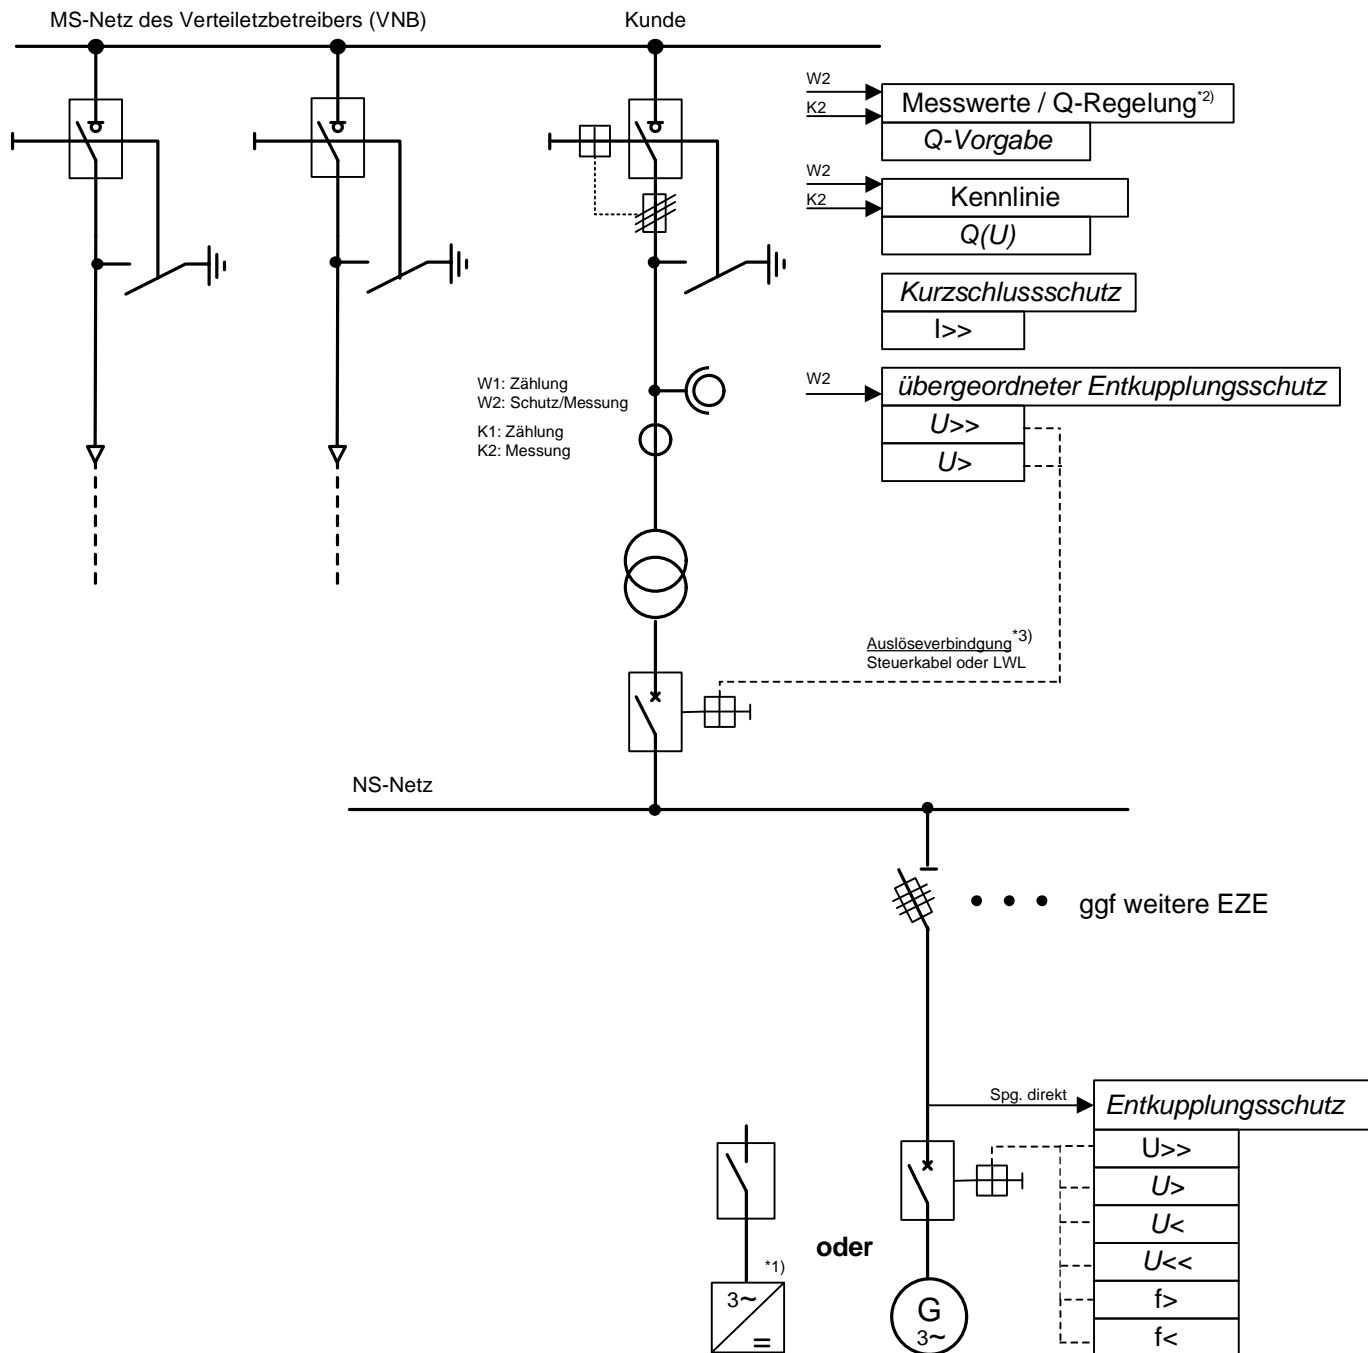 MS-Netz des Verteiletzbetreibers (VNB)
Kunde
W2
K2
Messwerte / Q-Regelung*2)
Q-Vorgabe
W2
K2
Kennlinie
Q(U)
Kurzschlussschutz
I>>
W2
übergeordneter Entkupplungsschutz
U>>
U>
W1: Zählung
W2: Schutz/Messung
K1: Zählung
K2: Messung
Auslöseverbindgung*3)
Steuerkabel oder LWL
NS-Netz
ggf weitere EZE
Spg. direkt
Entkupplungsschutz
U>>
U>
U<
U<<
f>
f<
oder
*1)
3~
=
G
3~